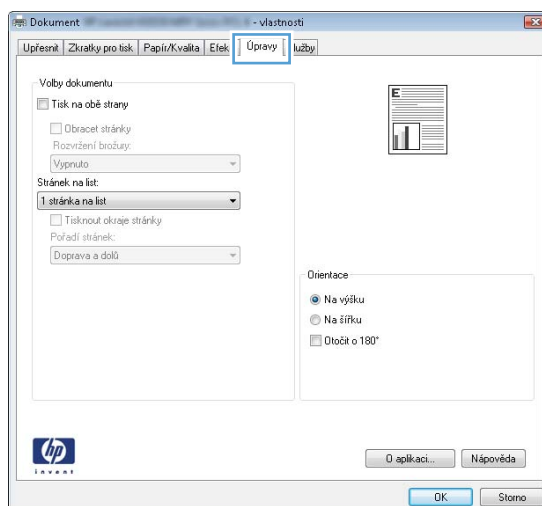 Dokument - vlastnosti
Upřesnit Zkratky pro tisk Papír/Kvalita Efek Úpravy lužby
Volby dokumentu
Tisk na obě strany
Obracet stránky
Rozvržení brožury:
Vypnuto
Stránek na list:
1 stránka na list
Tisknout okraje stránky
Pořadí stránek:
Doprava a dolů
E
Orientace
Na výšku
Na šířku
Otočit o 180°
hp
invent
O aplikaci... Nápověda
OK Storno